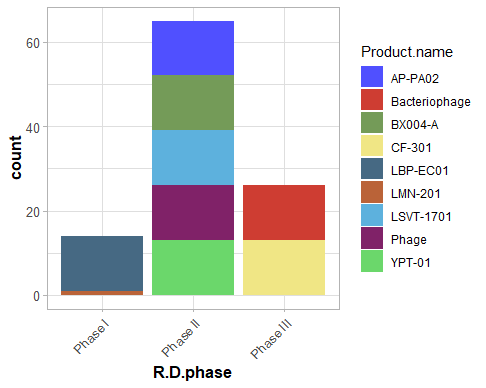 count
60
40
20
0
Phase I
Phase II
Phase III
R.D.phase
Product.name
AP-PA02
Bacteriophage
BX004-A
CF-301
LBP-EC01
LMN-201
LSVT-1701
Phage
YPT-01